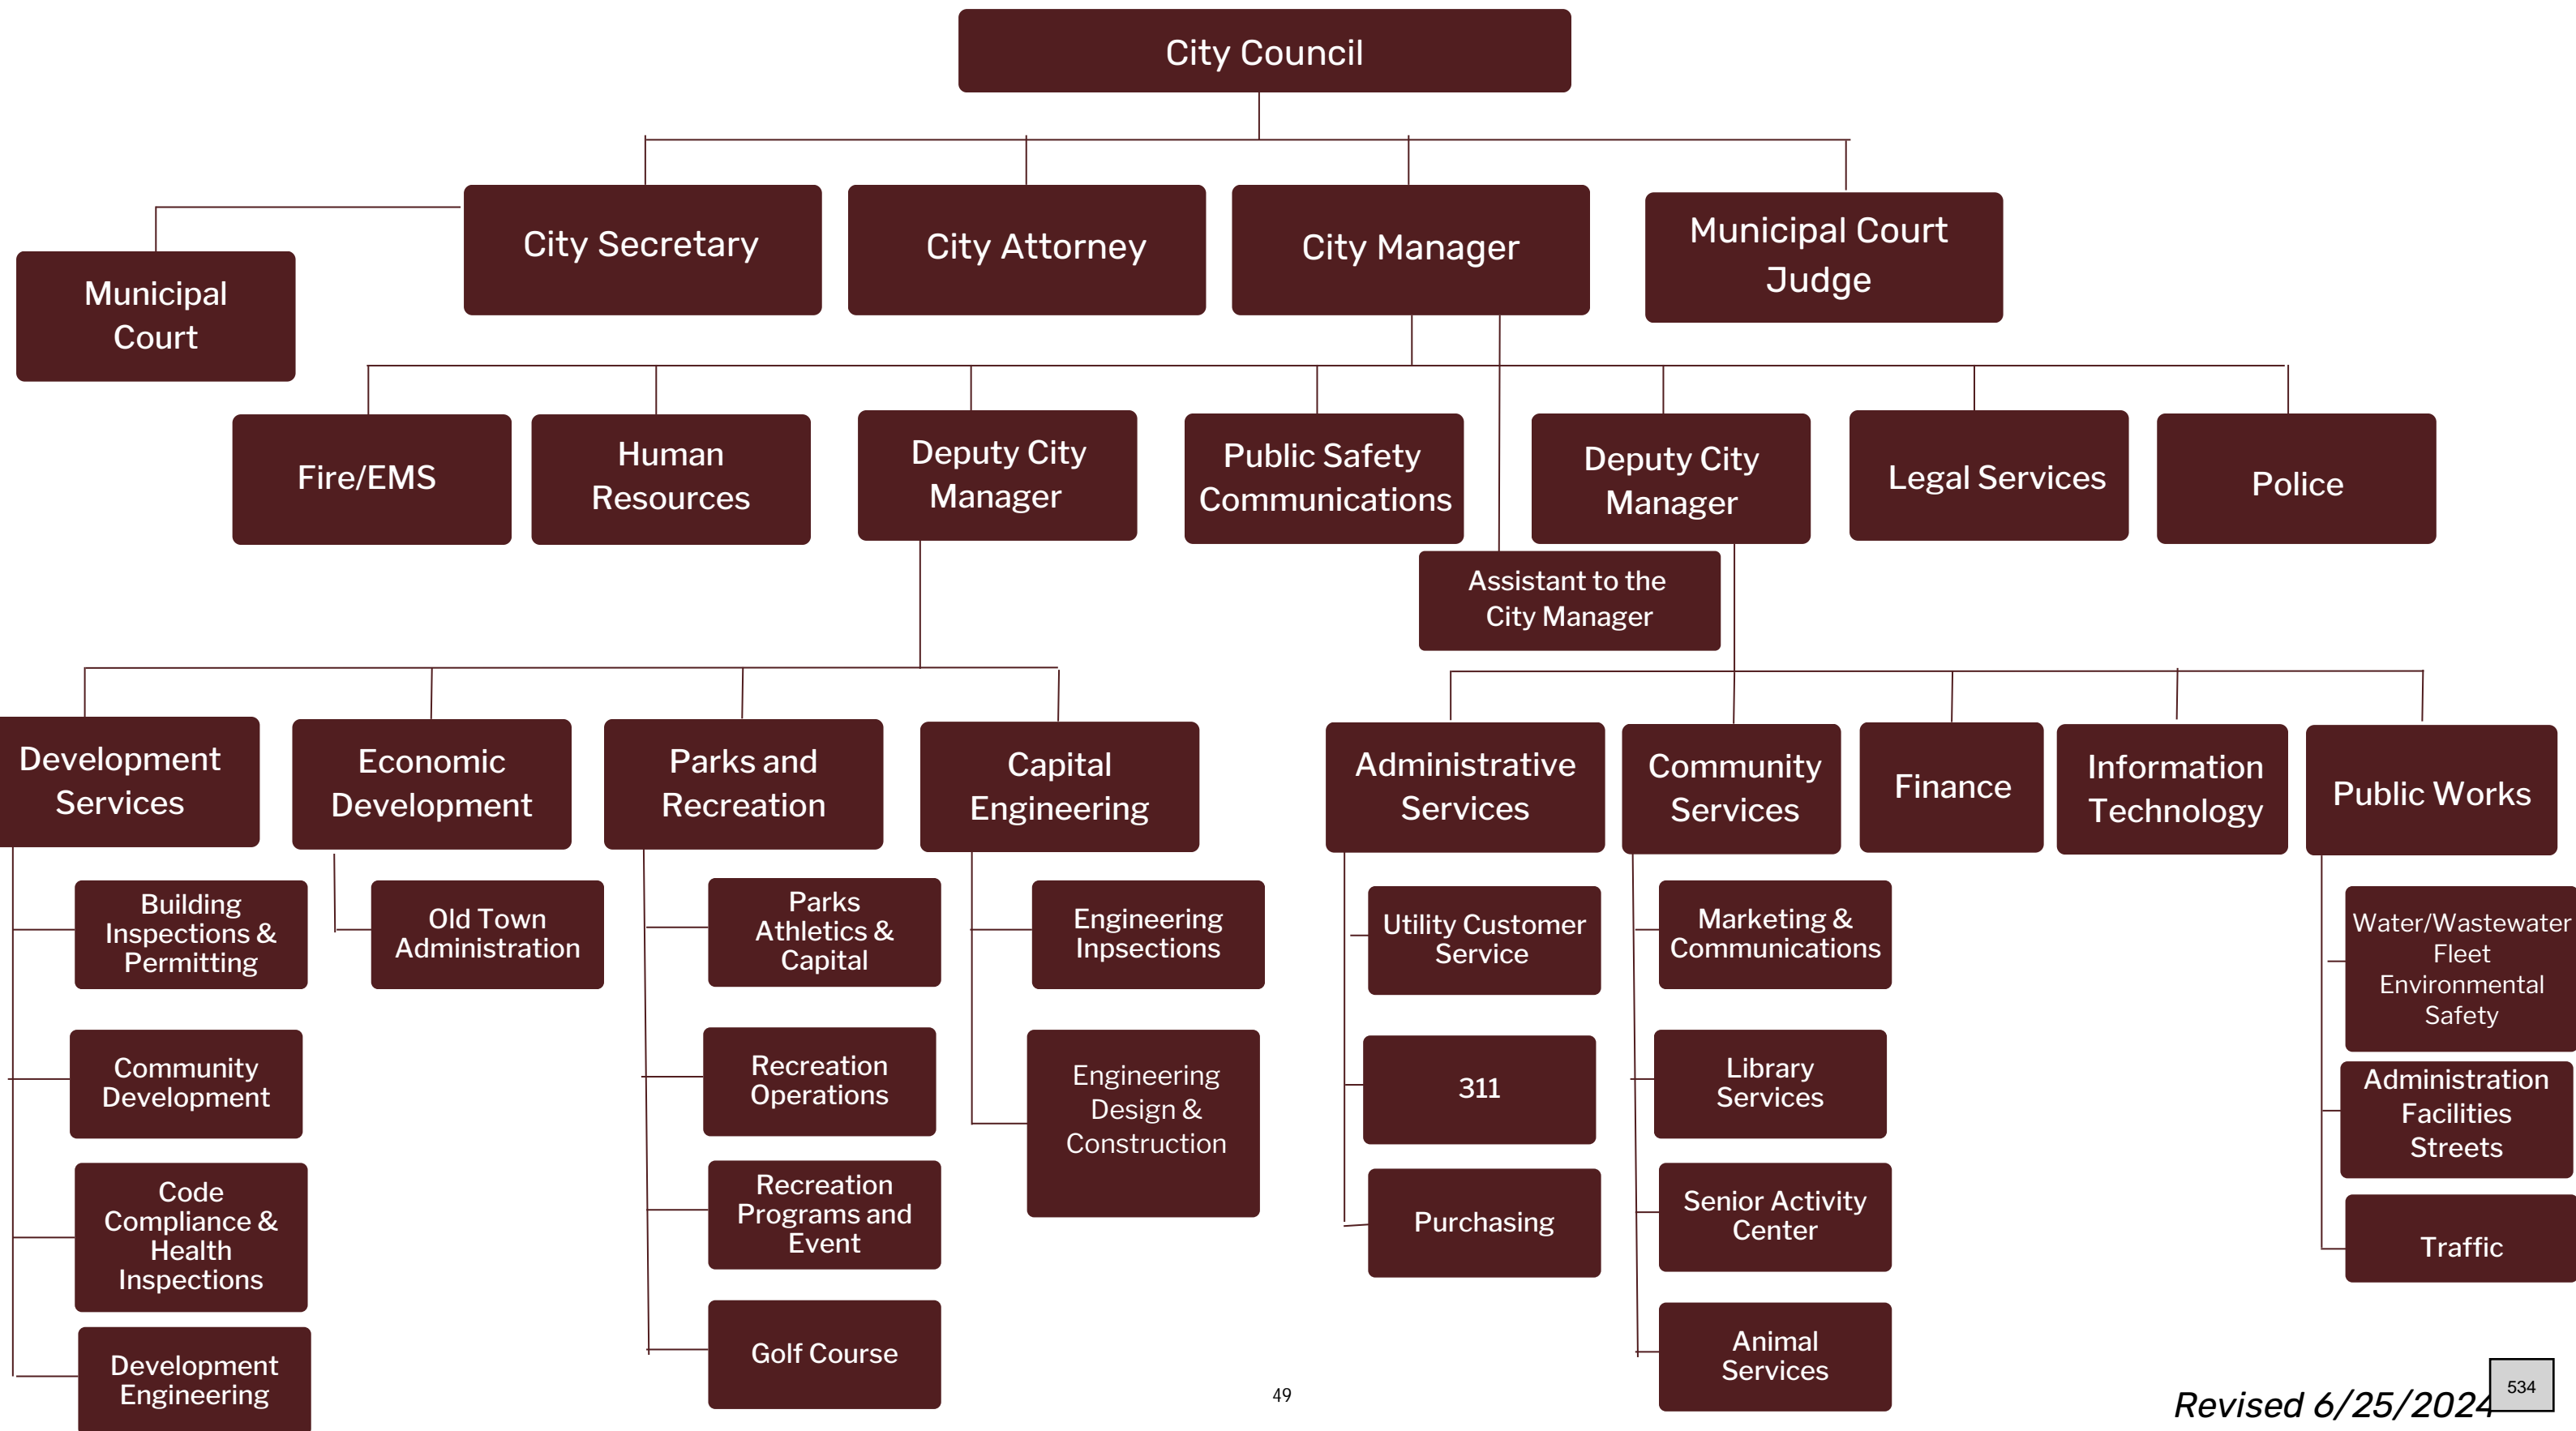 City Council
City Secretary
City Attorney
City Manager
Municipal Court
Judge
Municipal
Court
Fire/EMS
Human
Resources
Deputy City
Manager
Public Safety
Communications
Deputy City
Manager
Legal Services
Police
Assistant to the
City Manager
Development
Services
Economic
Development
Parks and
Recreation
Capital
Engineering
Administrative
Services
Community
Services
Finance
Information
Technology
Public Works
Building
Inspections &
Permitting
Community
Development
Code
Compliance &
Health
Inspections
Development
Engineering
Old Town
Administration
Parks
Athletics &
Capital
Recreation
Operations
Recreation
Programs and
Event
Golf Course
Engineering
Inpsections
Engineering
Design &
Construction
Utility Customer
Service
311
Purchasing
Marketing &
Communications
Library
Services
Senior Activity
Center
Animal
Services
Water/Wastewater
Fleet
Environmental
Safety
Administration
Facilities
Streets
Traffic
49
Revised 6/25/2024
534